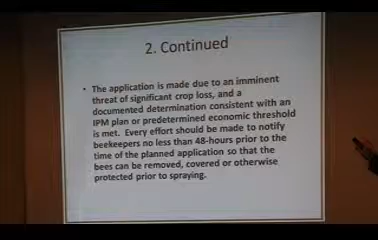 2. Continued
• The application is made due to an imminent
threat of significant crop loss, and a
documented determination consistent with an
IPM plan or predetermined economic threshold
is met. Every effort should be made to notify
beekeepers no less than 48-hours prior to the
time of the planned application so that the
bees can be removed, covered or otherwise
protected prior to spraying.